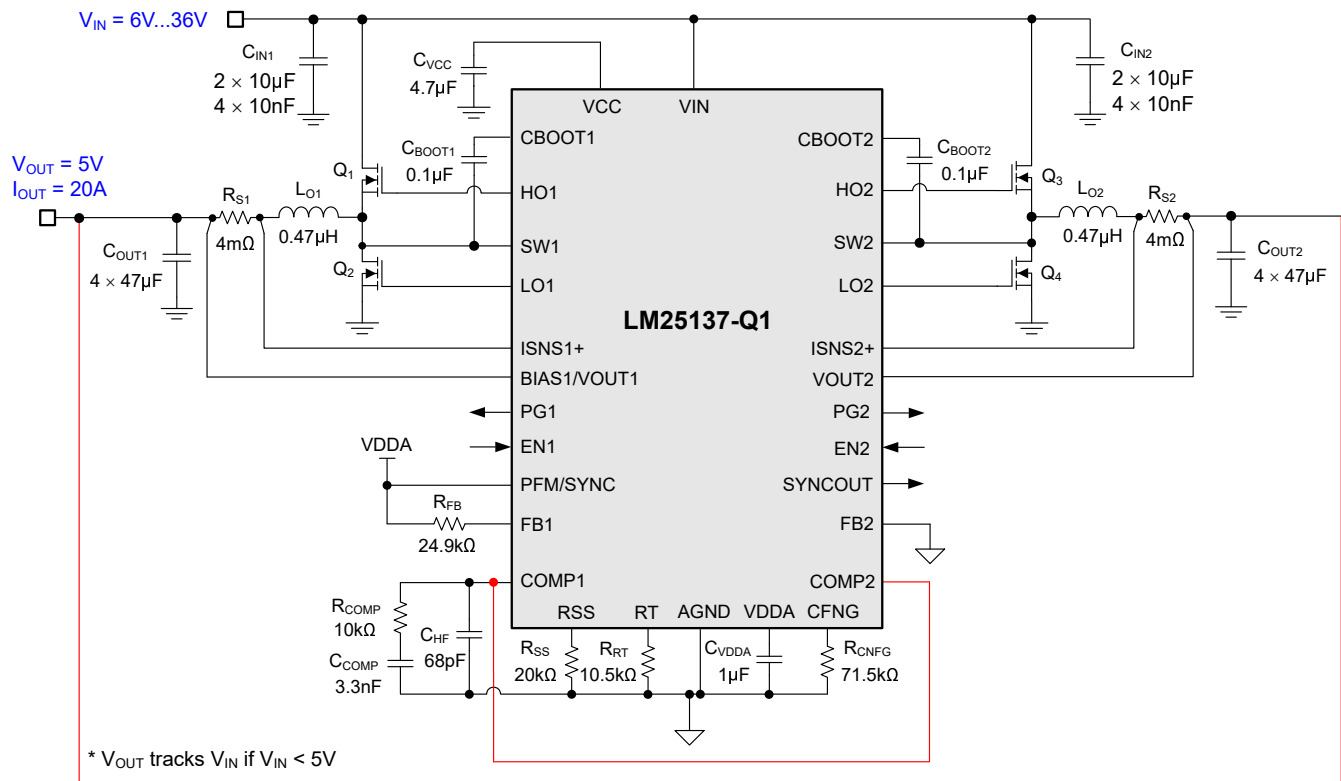 VIN = 6V...36V
CIN1
2 × 10µF
4 × 10nF
CVCC
4.7µF
VCC
VIN
CIN2
2 × 10µF
4 × 10nF
CBOOT1
CBOOT2
CBOOT1
0.1µF
CBOOT2
0.1µF
VOUT = 5V
IOUT = 20A
Q1
HO1
HO2
Q3
RS1
4mΩ
LO1
0.47µH
LO2
0.47µH
RS2
4mΩ
SW1
SW2
COUT1
4 × 47µF
Q2
LO1
LO2
Q4
COUT2
4 × 47µF
LM25137-Q1
ISNS1+
ISNS2+
BIAS1/VOUT1
VOUT2
PG1
PG2
VDDA
EN1
EN2
PFM/SYNC
SYNCOUT
RFB
24.9kΩ
FB1
FB2
COMP1
COMP2
RSS
RT
AGND
VDDA
CFNG
RCOMP
10kΩ
CHF
68pF
CCOMP
3.3nF
RSS
20kΩ
RRT
10.5kΩ
CVDDA
1µF
RCNFG
71.5kΩ
* VOUT tracks VIN if VIN < 5V